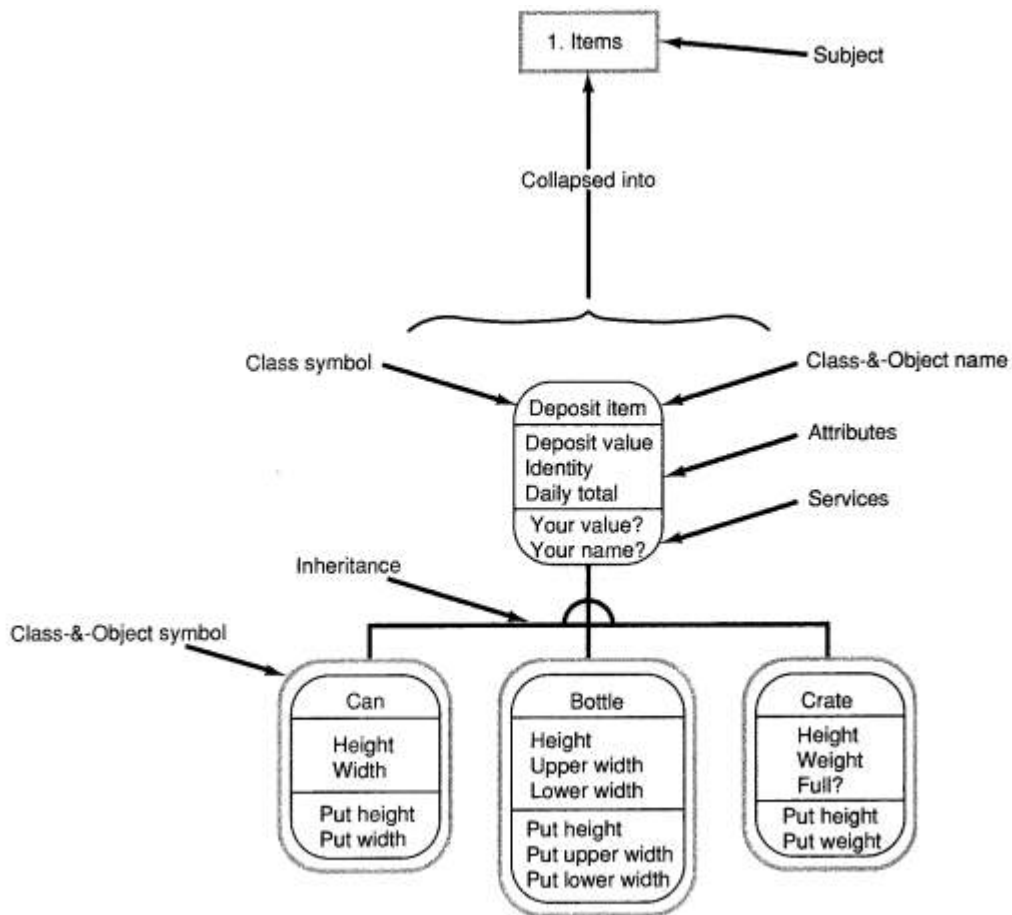 1. Items
Subject
Collapsed into
Class symbol
Class-&-Object name
Deposit item
Deposit value
Identity
Daily total
Attributes
Your value?
Your name?
Services
Inheritance
Class-&-Object symbol
Can
Height
Width
Put height
Put width
Bottle
Height
Upper width
Lower width
Put height
Put upper width
Put lower width
Crate
Height
Weight
Full?
Put height
Put weight